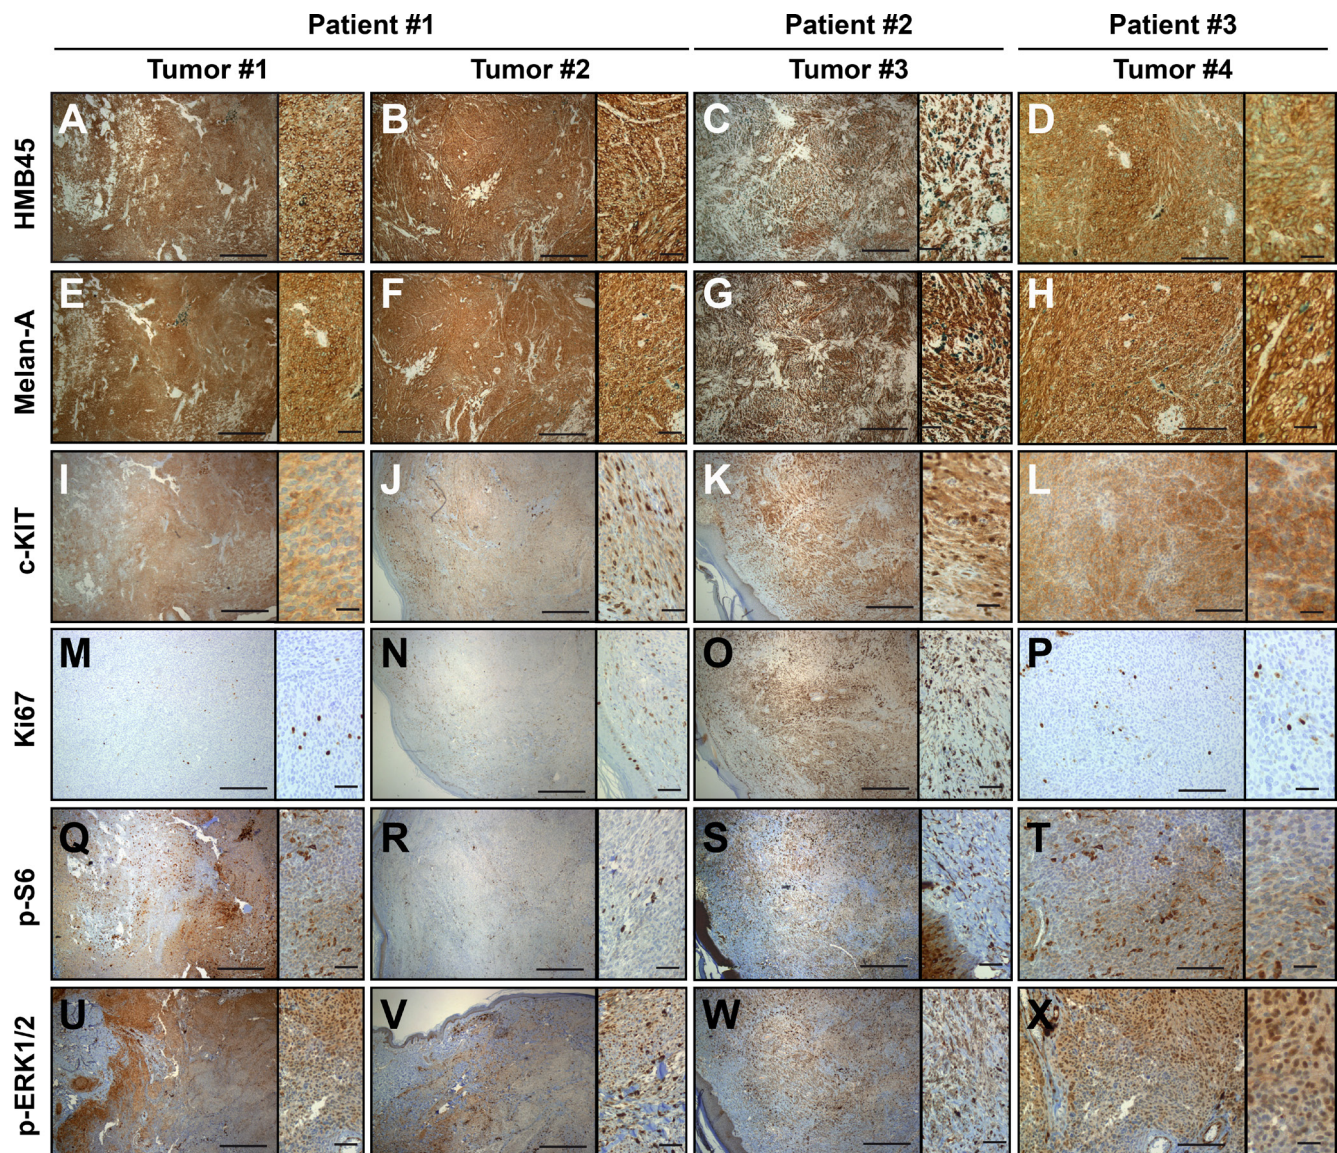 Patient #1 Patient #2 Patient #3
Tumor #1 Tumor #2 Tumor #3 Tumor #4
HMB45 A B C D
Melan-A E F G H
c-KIT I J K L
Ki67 M N O P
p-S6 Q R S T
p-ERK1/2 U V W X